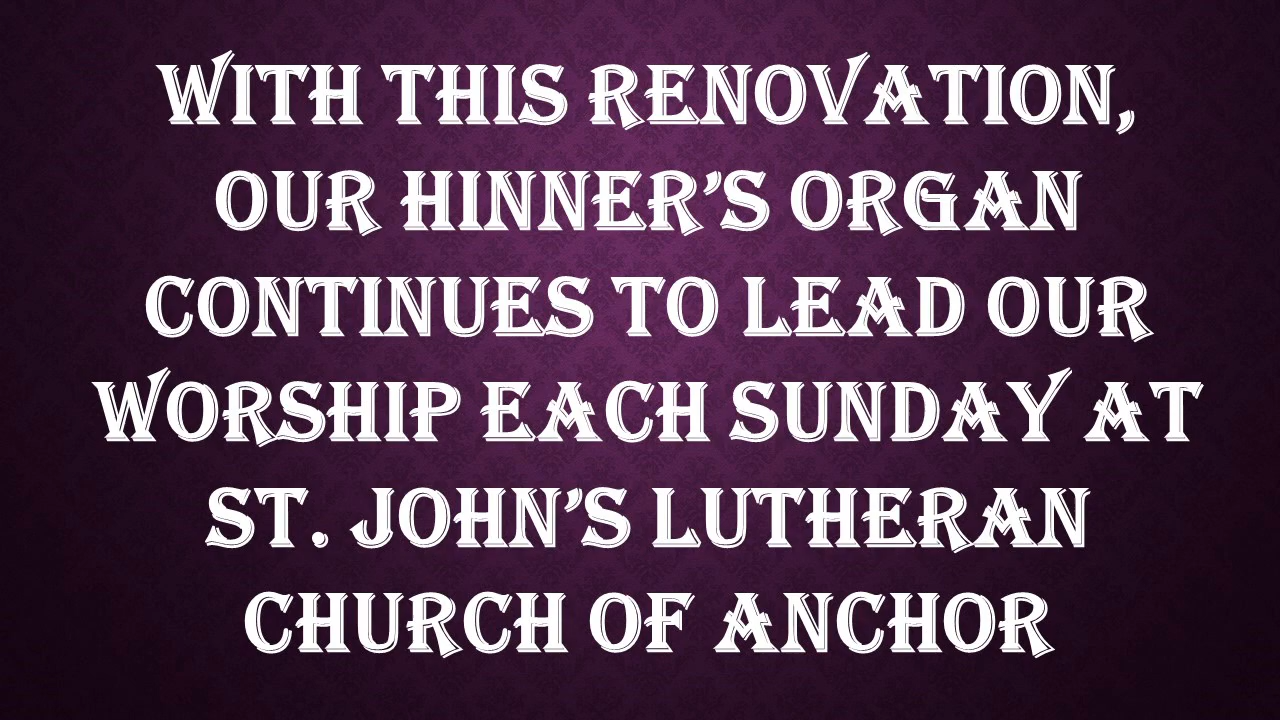 WITH THIS RENOVATION,
OUR HINNER’S ORGAN
CONTINUES TO LEAD OUR
WORSHIP EACH SUNDAY AT
ST. JOHN’S LUTHERAN
CHURCH OF ANCHOR